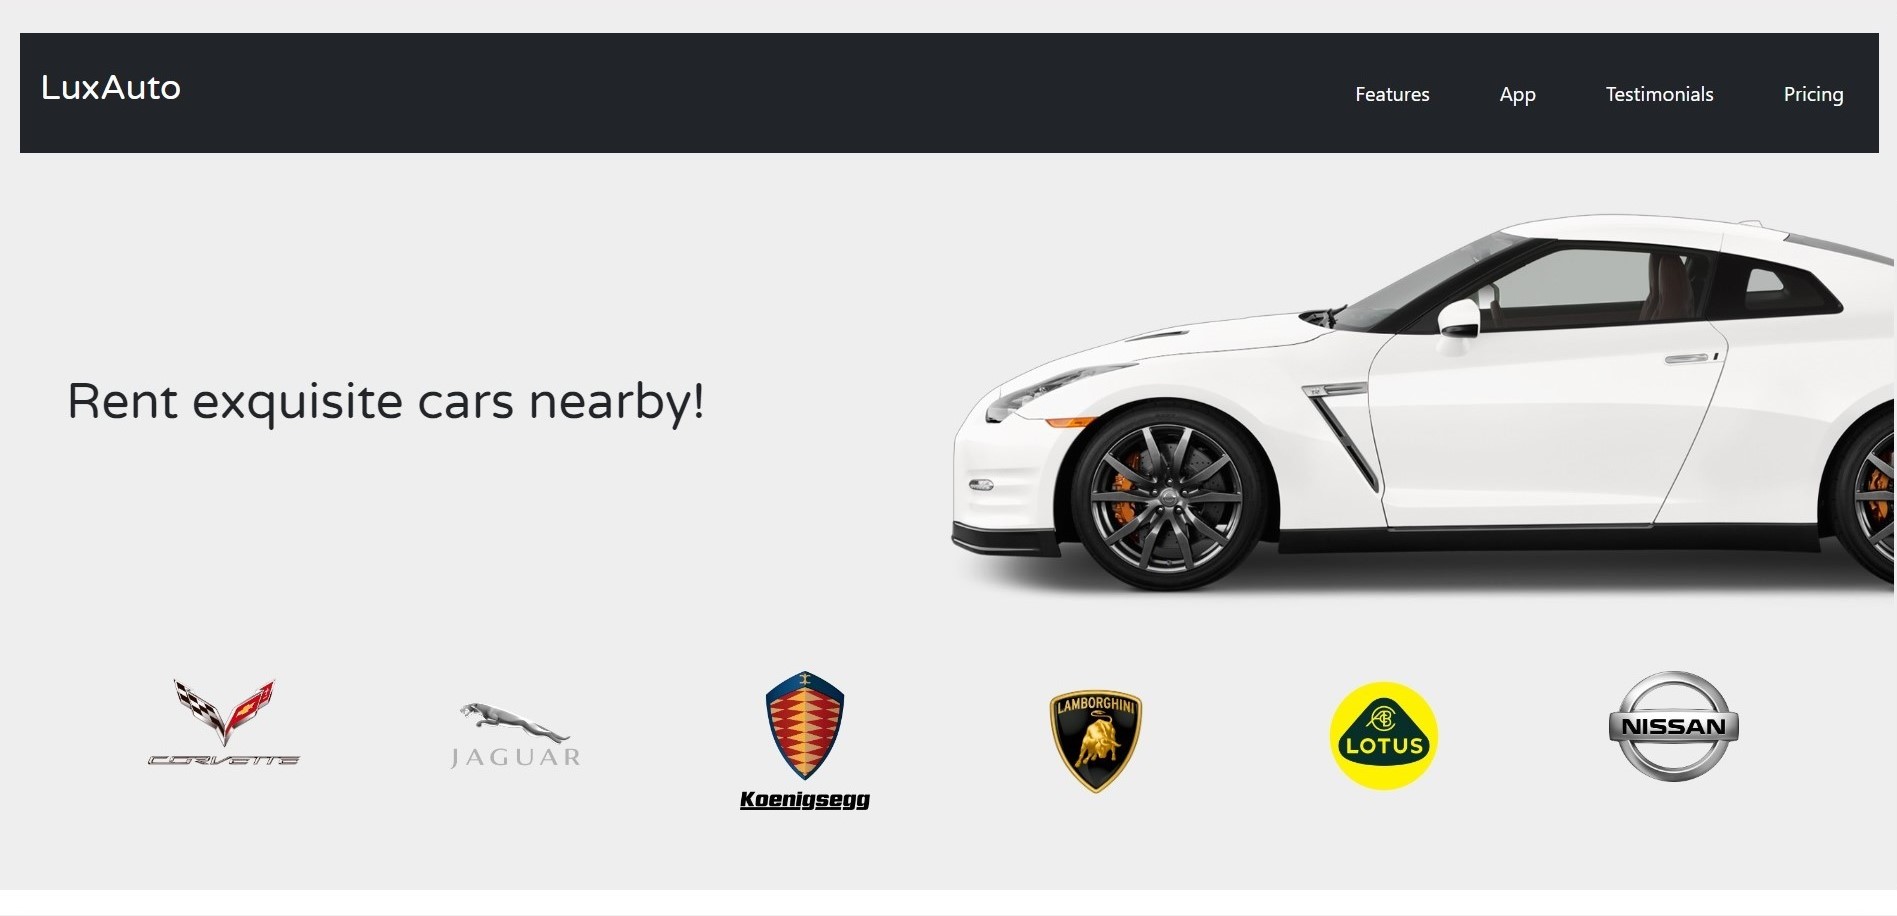 LuxAuto
Features App Testimonials Pricing
Rent exquisite cars nearby!
CORVETTE
JAGUAR
Koenigsegg
LAMBORGHINI
LOTUS
NISSAN